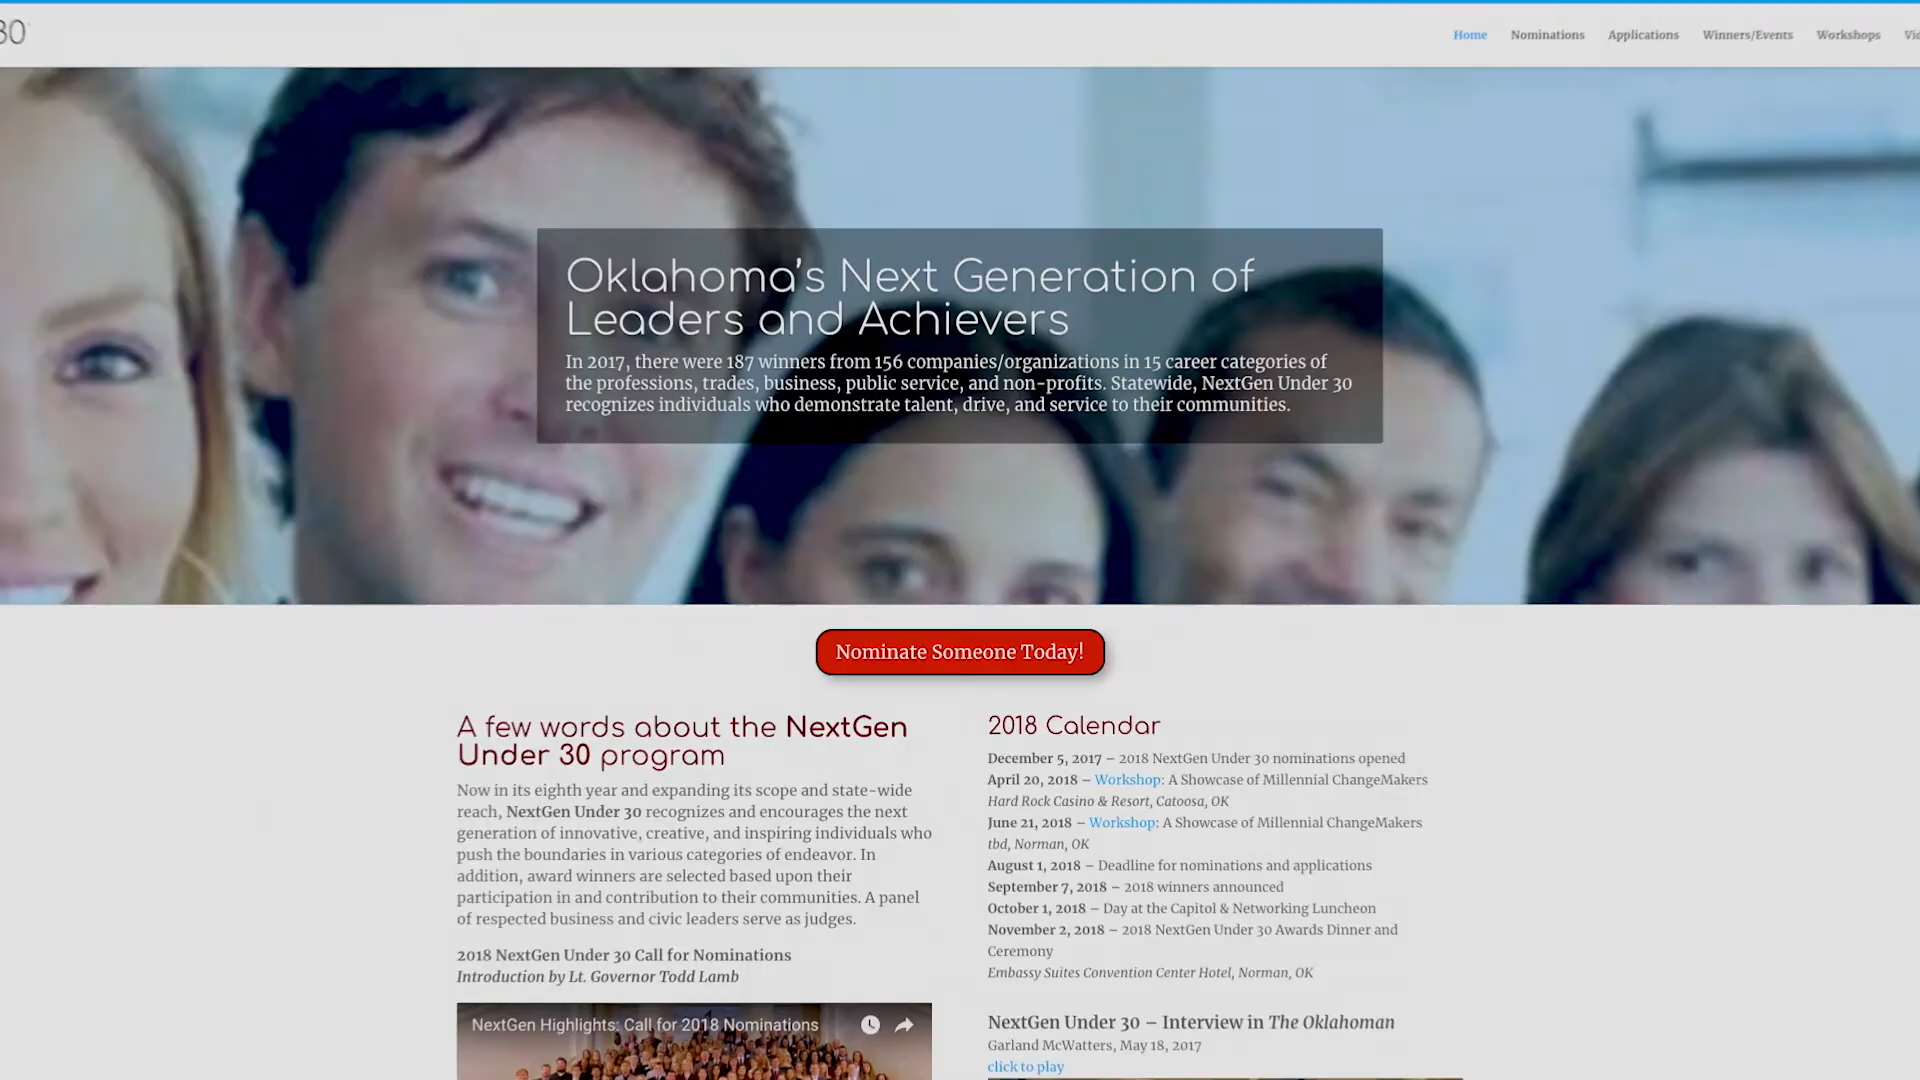 30
Home Nominations Applications Winners/Events Workshops
Oklahoma's Next Generation of
Leaders and Achievers
In 2017, there were 187 winners from 156 companies/organizations in 15 career categories of
the professions, trades, business, public service, and non-profits. Statewide, NextGen Under 30
recognizes individuals who demonstrate talent, drive, and service to their communities.
Nominate Someone Today!
A few words about the NextGen
Under 30 program
Now in its eighth year and expanding its scope and state-wide
reach, NextGen Under 30 recognizes and encourages the next
generation of innovative, creative, and inspiring individuals who
push the boundaries in various categories of endeavor. In
addition, award winners are selected based upon their
participation in and contribution to their communities. A panel
of respected business and civic leaders serve as judges.
2018 NextGen Under 30 Call for Nominations
Introduction by Lt. Governor Todd Lamb
NextGen Highlights: Call for 2018 Nominations
2018 Calendar
December 5, 2017 – 2018 NextGen Under 30 nominations opened
April 20, 2018 – Workshop: A Showcase of Millennial ChangeMakers
Hard Rock Casino & Resort, Catoosa, OK
June 21, 2018 – Workshop: A Showcase of Millennial ChangeMakers
tbd, Norman, OK
August 1, 2018 – Deadline for nominations and applications
September 7, 2018 – 2018 winners announced
October 1, 2018 – Day at the Capitol & Networking Luncheon
November 2, 2018 – 2018 NextGen Under 30 Awards Dinner and
Ceremony
Embassy Suites Convention Center Hotel, Norman, OK
NextGen Under 30 – Interview in The Oklahoman
Garland McWatters, May 18, 2017
click to play